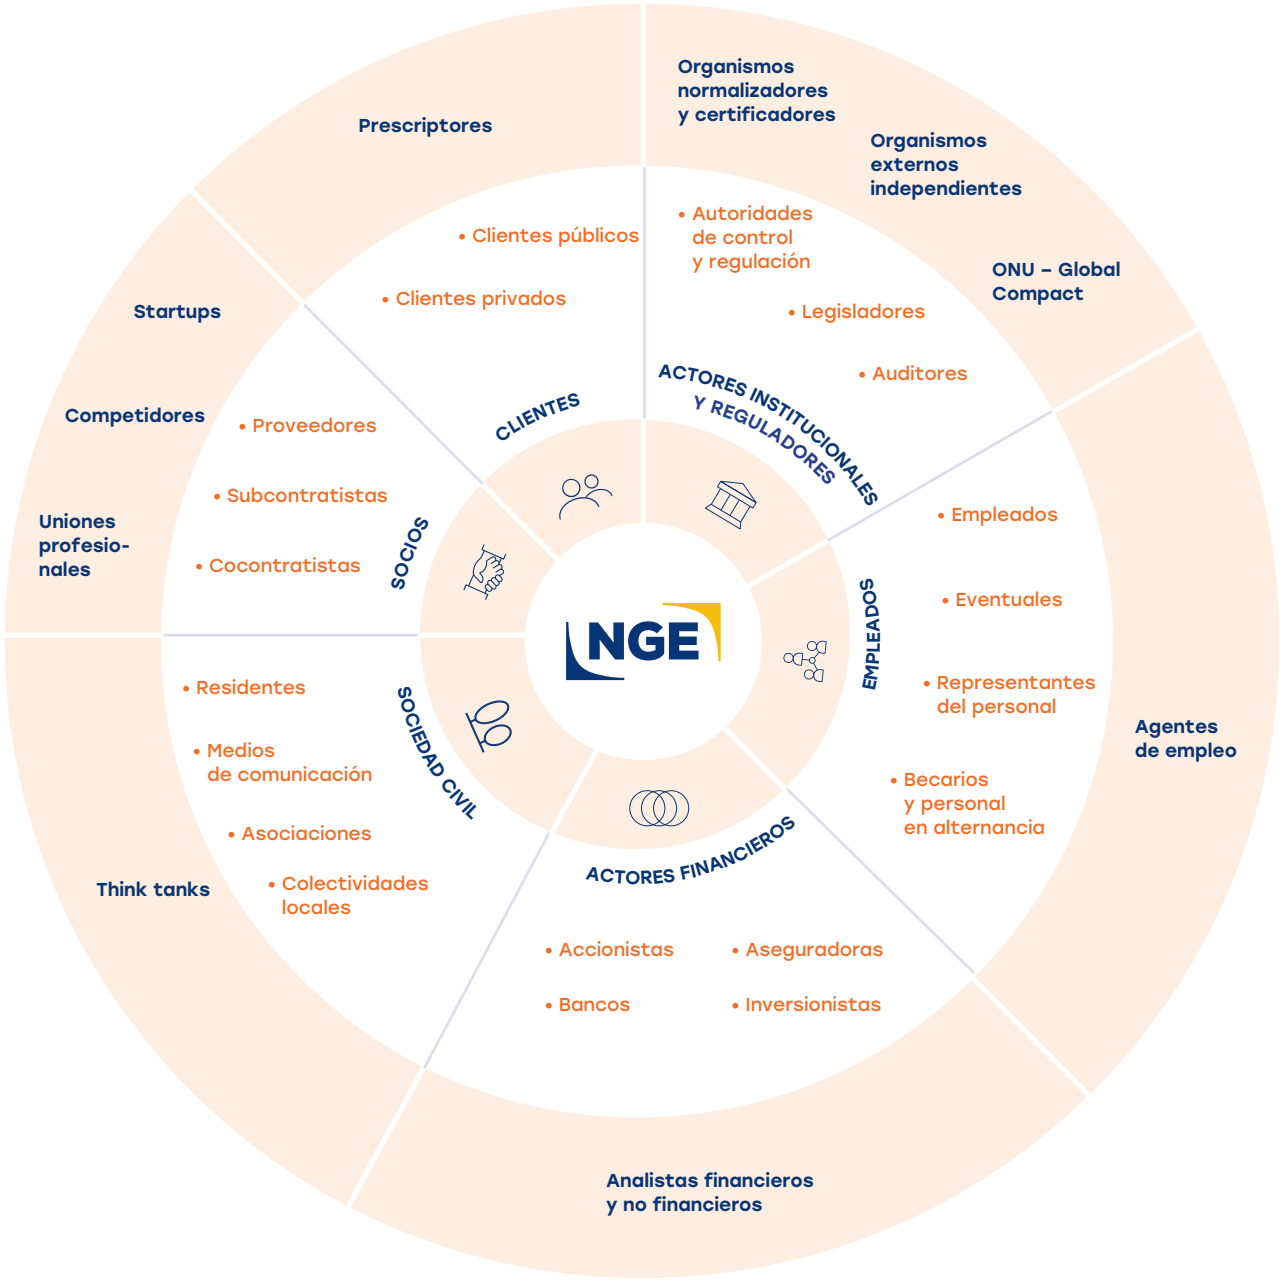 Prescriptores
• Clientes públicos
• Clientes privados
CLIENTES
Organismos
normalizadores
y certificadores
Organismos
externos
independientes
ONU – Global
Compact
• Autoridades
de control
y regulación
• Legisladores
• Auditores
ACTORES INSTITUCIONALES
Y REGULADORES
Startups
Competidores
Uniones
profesio-
nales
• Proveedores
• Subcontratistas
• Cocontratistas
SOCIOS
NGE
EMPLEADOS
• Empleados
• Eventuales
• Representantes
del personal
• Becarios
y personal
en alternancia
Agentes
de empleo
SOCIEDAD CIVIL
• Residentes
• Medios
de comunicación
• Asociaciones
• Colectividades
locales
Think tanks
ACTORES FINANCIEROS
• Accionistas
• Aseguradoras
• Bancos
• Inversionistas
Analistas financieros
y no financieros